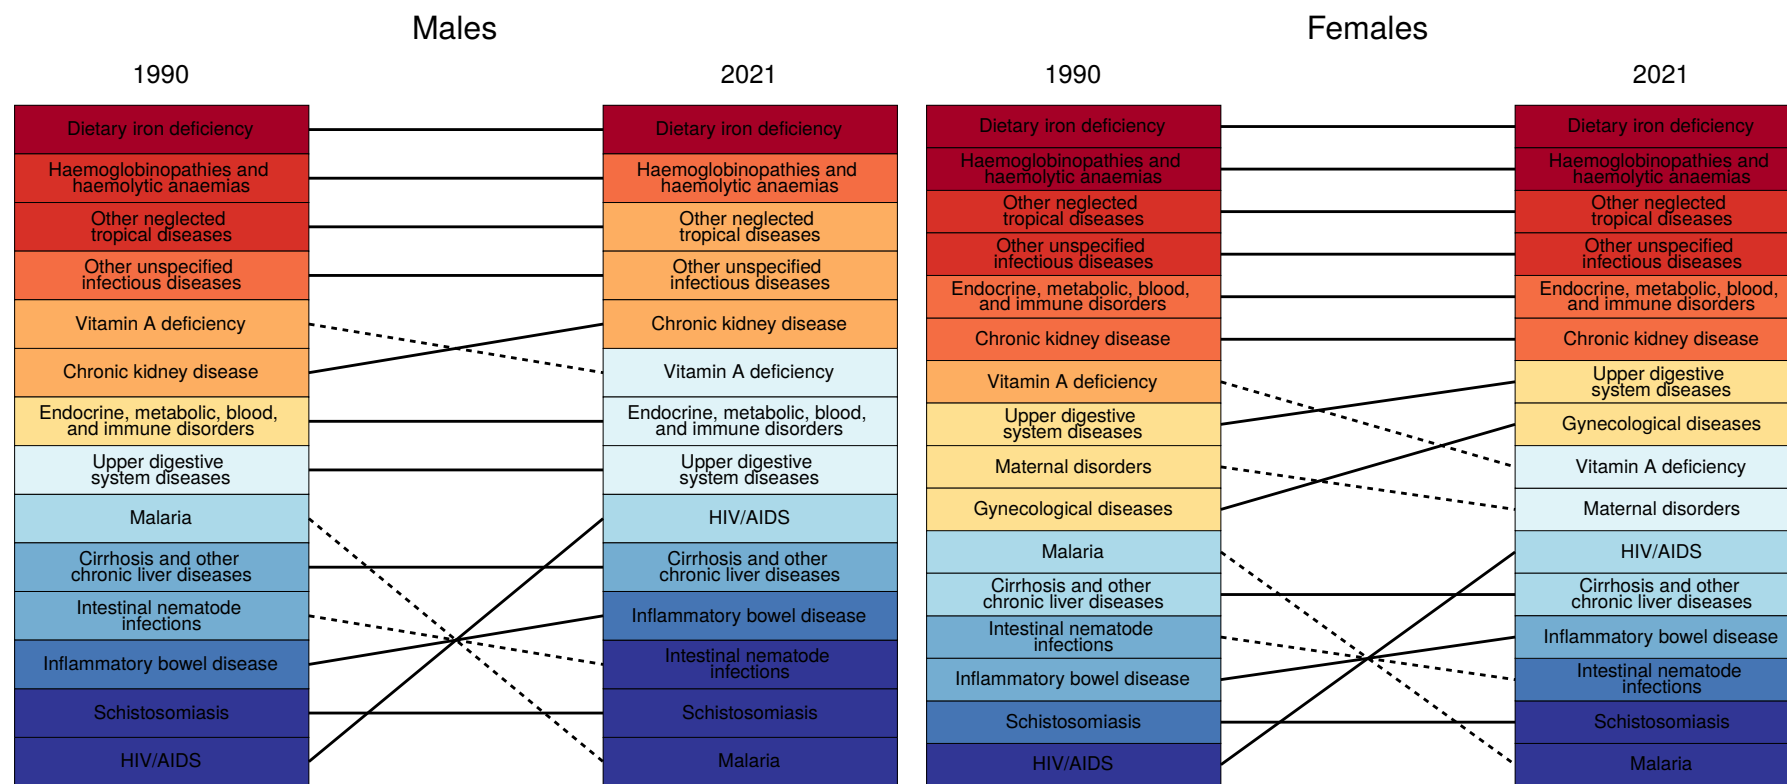 Males
1990
2021
Dietary iron deficiency
Haemoglobinopathies and
haemolytic anaemias
Other neglected
tropical diseases
Other unspecified
infectious diseases
Vitamin A deficiency
Chronic kidney disease
Endocrine, metabolic, blood,
and immune disorders
Upper digestive
system diseases
Malaria
Cirrhosis and other
chronic liver diseases
Intestinal nematode
infections
Inflammatory bowel disease
Schistosomiasis
HIV/AIDS
Dietary iron deficiency
Haemoglobinopathies and
haemolytic anaemias
Other neglected
tropical diseases
Other unspecified
infectious diseases
Chronic kidney disease
Vitamin A deficiency
Endocrine, metabolic, blood,
and immune disorders
Upper digestive
system diseases
HIV/AIDS
Cirrhosis and other
chronic liver diseases
Inflammatory bowel disease
Intestinal nematode
infections
Schistosomiasis
Malaria
Females
1990
2021
Dietary iron deficiency
Haemoglobinopathies and
haemolytic anaemias
Other neglected
tropical diseases
Other unspecified
infectious diseases
Endocrine, metabolic, blood,
and immune disorders
Chronic kidney disease
Vitamin A deficiency
Upper digestive
system diseases
Maternal disorders
Gynecological diseases
Malaria
Cirrhosis and other
chronic liver diseases
Intestinal nematode
infections
Inflammatory bowel disease
Schistosomiasis
HIV/AIDS
Dietary iron deficiency
Haemoglobinopathies and
haemolytic anaemias
Other neglected
tropical diseases
Other unspecified
infectious diseases
Endocrine, metabolic, blood,
and immune disorders
Chronic kidney disease
Upper digestive
system diseases
Gynecological diseases
Vitamin A deficiency
Maternal disorders
HIV/AIDS
Cirrhosis and other
chronic liver diseases
Inflammatory bowel disease
Intestinal nematode
infections
Schistosomiasis
Malaria